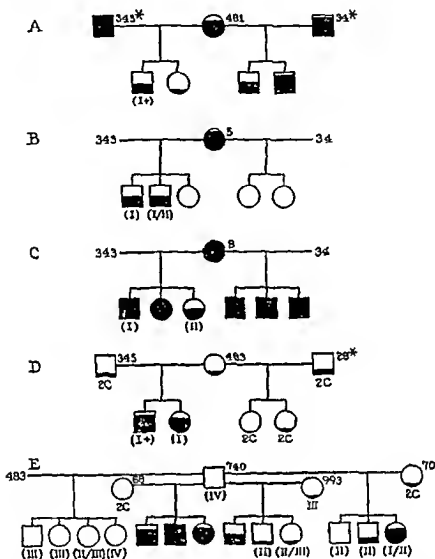 A 343* 481 34*
(I+)
B 343 5 34
(I) (I/II)
C 343 8 34
(I) (II)
D 345 483 28*
2C 2C
(I+) (I) 2C 2C
E 483 68 740 993 70
2C (IV) III 2C
(III) (III) (II/III) (IV) (II) (II/III) (II) (II) (I/II)